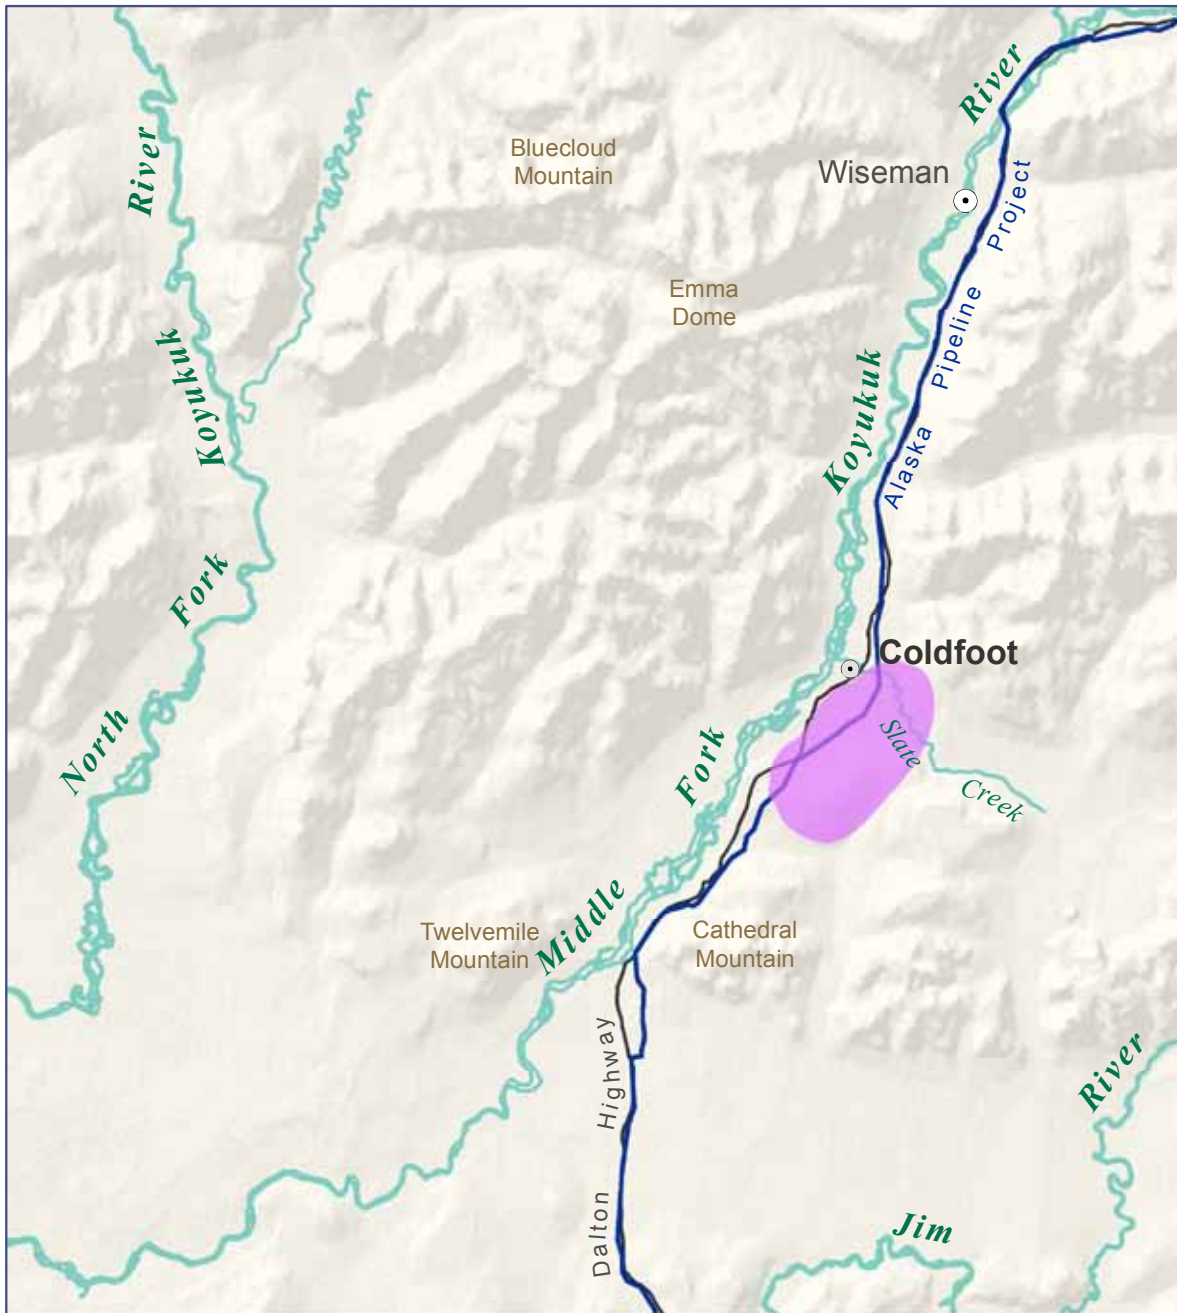 River
River
Bluecloud
Mountain
Wiseman
Alaska Pipeline Project
Emma
Dome
Koyukuk
Koyukuk
Fork
Coldfoot
North
Fork
Slate
Creek
Middle
Twelvemile
Mountain
Cathedral
Mountain
Dalton Highway
River
Jim